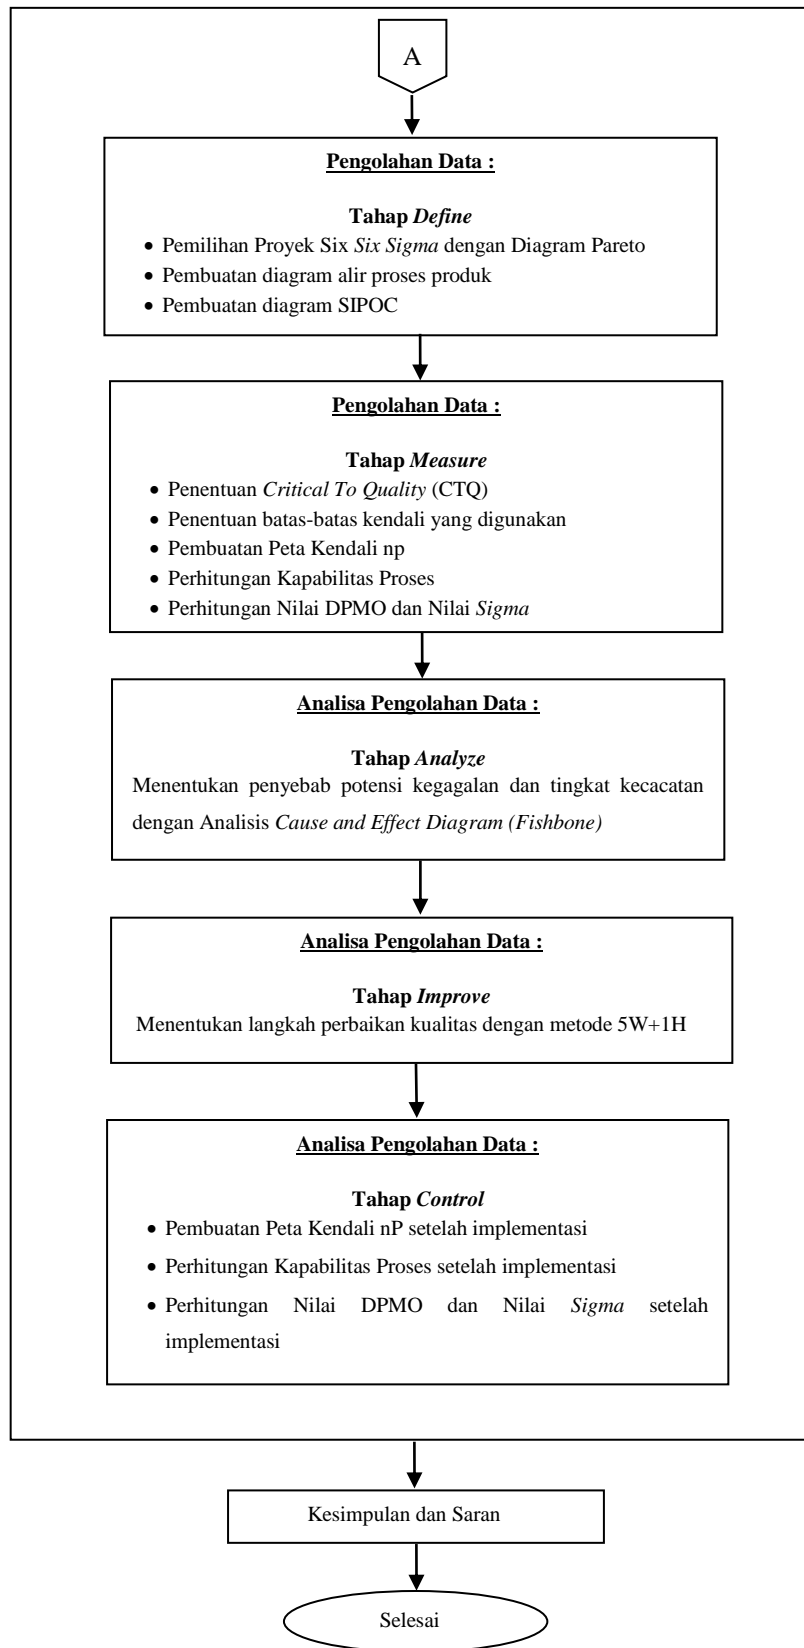 A
Pengolahan Data :
Tahap Define
• Pemilihan Proyek Six Six Sigma dengan Diagram Pareto
• Pembuatan diagram alir proses produk
• Pembuatan diagram SIPOC
Pengolahan Data :
Tahap Measure
• Penentuan Critical To Quality (CTQ)
• Penentuan batas-batas kendali yang digunakan
• Pembuatan Peta Kendali np
• Perhitungan Kapabilitas Proses
• Perhitungan Nilai DPMO dan Nilai Sigma
Analisa Pengolahan Data :
Tahap Analyze
Menentukan penyebab potensi kegagalan dan tingkat kecacatan
dengan Analisis Cause and Effect Diagram (Fishbone)
Analisa Pengolahan Data :
Tahap Improve
Menentukan langkah perbaikan kualitas dengan metode 5W+1H
Analisa Pengolahan Data :
Tahap Control
• Pembuatan Peta Kendali nP setelah implementasi
• Perhitungan Kapabilitas Proses setelah implementasi
• Perhitungan Nilai DPMO dan Nilai Sigma setelah
implementasi
Kesimpulan dan Saran
Selesai